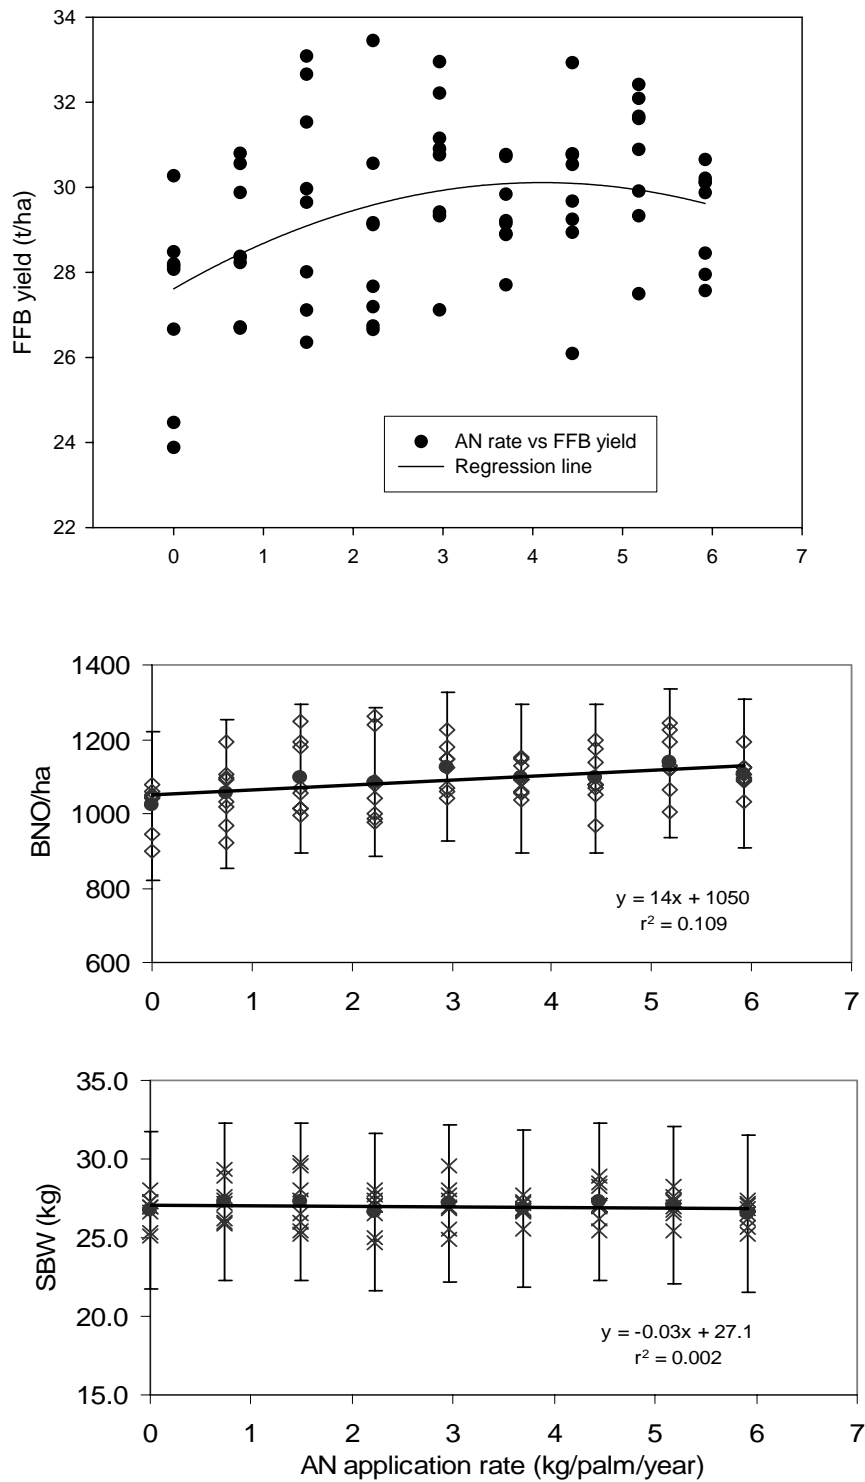 34
32
30
28
26
24
22
FFB yield (t/ha)
AN rate vs FFB yield
Regression line
0 1 2 3 4 5 6 7
1400
1200
1000
800
600
BNO/ha
y = 14x + 1050
r² = 0.109
0 1 2 3 4 5 6 7
35.0
30.0
25.0
20.0
15.0
SBW (kg)
y = -0.03x + 27.1
r² = 0.002
0 1 2 3 4 5 6 7
AN application rate (kg/palm/year)